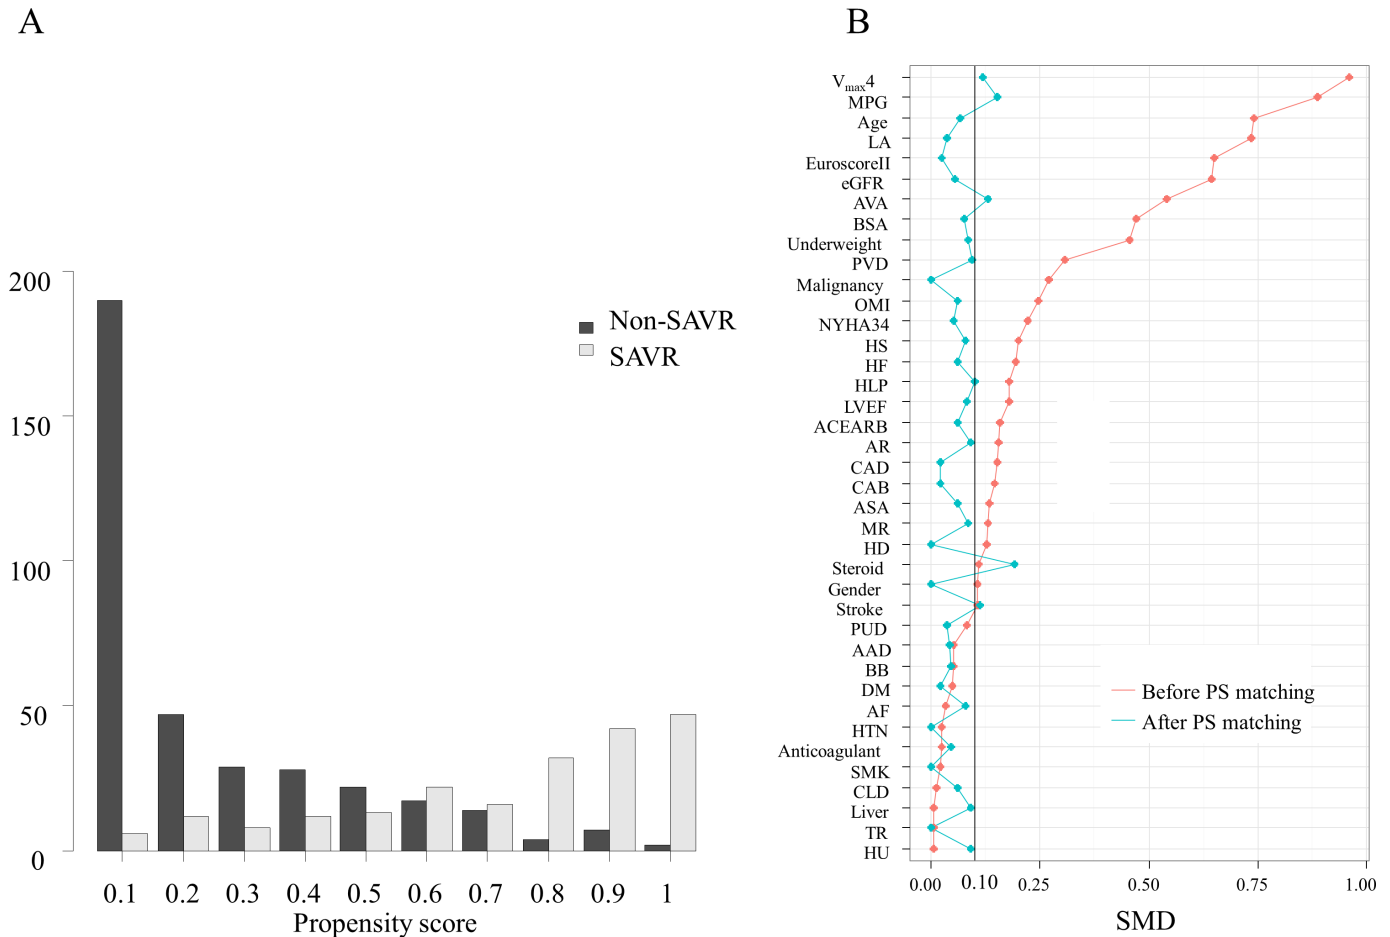 A
200
150
100
50
0
Non-SAVR
SAVR
0.1 0.2 0.3 0.4 0.5 0.6 0.7 0.8 0.9 1
Propensity score
B
Vmax4
MPG
Age
LA
EuroscoreII
eGFR
AVA
BSA
Underweight
PVD
Malignancy
OMI
NYHA34
HS
HF
HLP
LVEF
ACEARB
AR
CAD
CAB
ASA
MR
HD
Steroid
Gender
Stroke
PUD
AAD
BB
DM
AF
HTN
Anticoagulant
SMK
CLD
Liver
TR
HU
Before PS matching
After PS matching
0.00 0.10 0.25 0.50 0.75 1.00
SMD